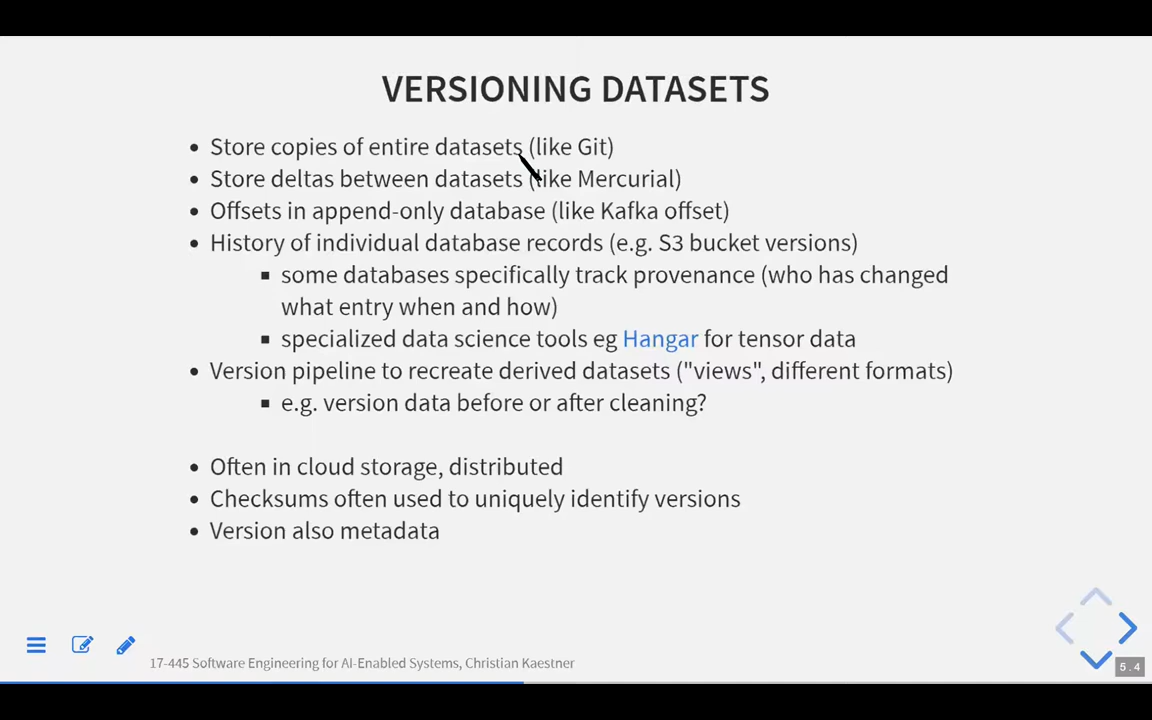 VERSIONING DATASETS
• Store copies of entire datasets (like Git)
• Store deltas between datasets (like Mercurial)
• Offsets in append-only database (like Kafka offset)
• History of individual database records (e.g. S3 bucket versions)
▪ some databases specifically track provenance (who has changed
what entry when and how)
▪ specialized data science tools eg Hangar for tensor data
• Version pipeline to recreate derived datasets ("views", different formats)
▪ e.g. version data before or after cleaning?
• Often in cloud storage, distributed
• Checksums often used to uniquely identify versions
• Version also metadata
17-445 Software Engineering for AI-Enabled Systems, Christian Kaestner
5.4